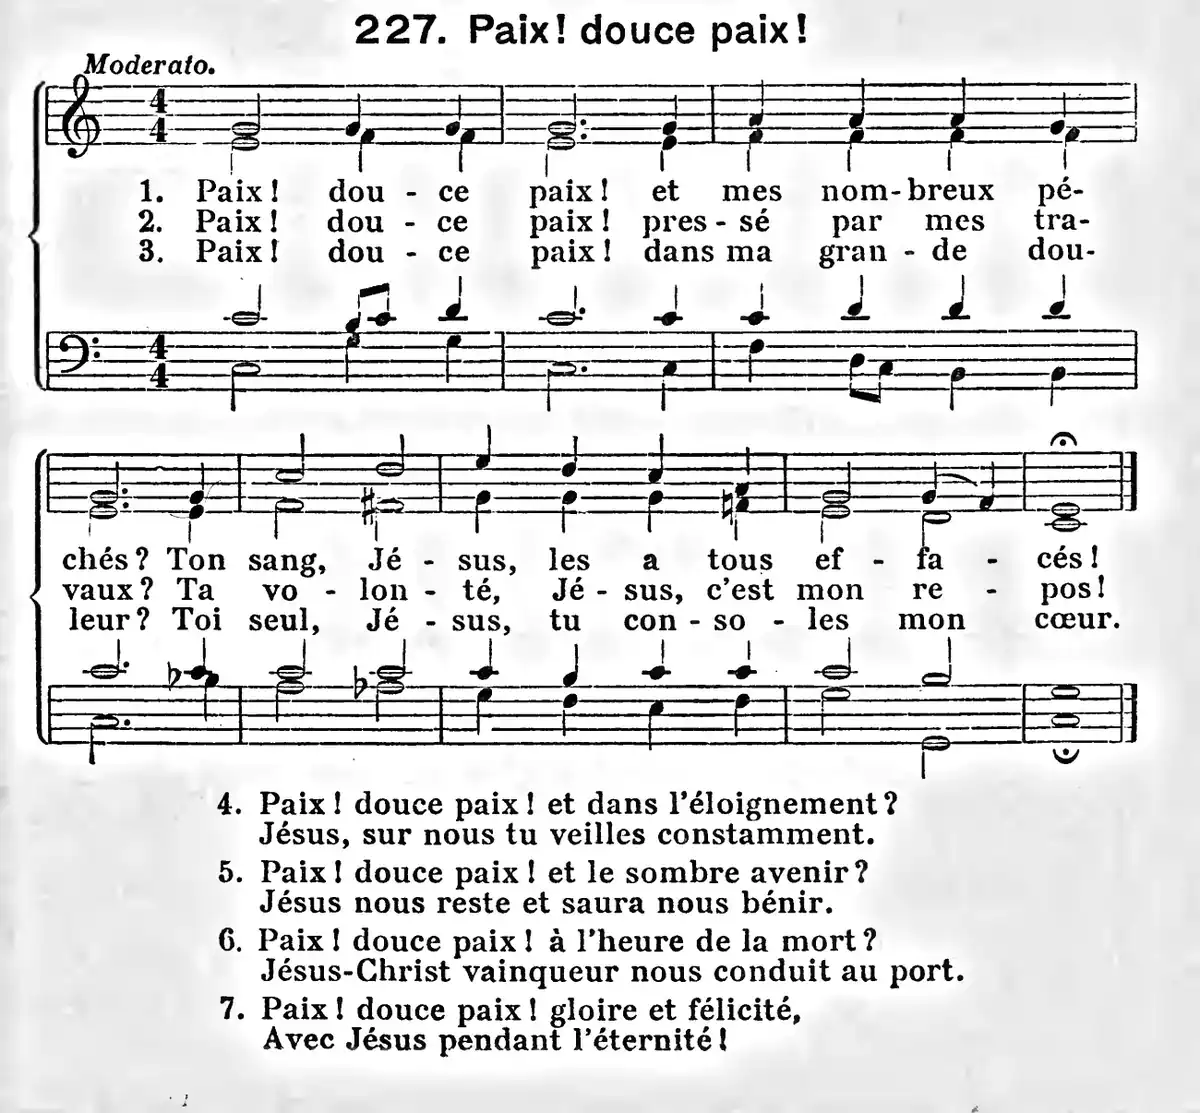 227. Paix! douce paix!
Moderato.
4
4
1. Paix! dou - ce paix! et mes nom-breux pé-
2. Paix! dou - ce paix! pres - sé par mes tra-
3. Paix! dou - ce paix! dans ma gran - de dou-
4
4
chés? Ton sang, Jé - sus, les a tous ef - fa - cés!
vaux? Ta vo - lon - té, Jé - sus, c'est mon re - pos!
leur? Toi seul, Jé - sus, tu con - so - les mon cœur.
4. Paix! douce paix! et dans l'éloignement?
Jésus, sur nous tu veilles constamment.
5. Paix! douce paix! et le sombre avenir?
Jésus nous reste et saura nous bénir.
6. Paix! douce paix! à l'heure de la mort?
Jésus-Christ vainqueur nous conduit au port.
7. Paix! douce paix! gloire et félicité,
Avec Jésus pendant l'éternité!